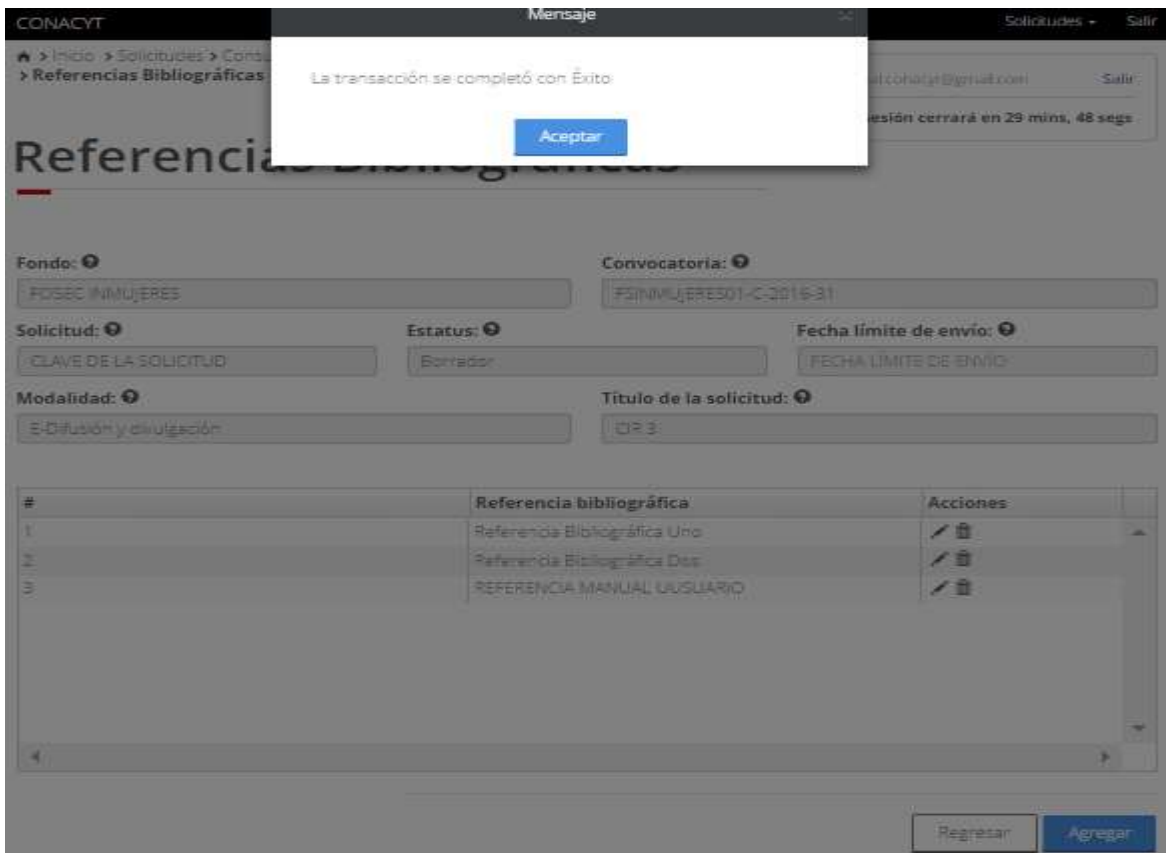 CONACYT
Mensaje
Solicitudes
Salir
> Inicio > Solicitudes >
> Referencias Bibliográficas
La transacción se completó con Éxito
Salir
sesión cerrará en 29 mins, 48 segs
Aceptar
Referencias Bibliográficas
Fondo:
Convocatoria:
FOSEC INMUJERES
FSINMUJERES01-C-2016-31
Solicitud:
Estatus:
Fecha límite de envío:
CLAVE DE LA SOLICITUD
Borrador
FECHA LÍMITE DE ENVÍO
Modalidad:
Título de la solicitud:
E-Difusión y divulgación
CIR 3
#
Referencia bibliográfica
Acciones
1
Referencia Bibliográfica Uno
2
Referencia Bibliográfica Dos
3
REFERENCIA MANUAL UUSUARIO
Regresar
Agregar